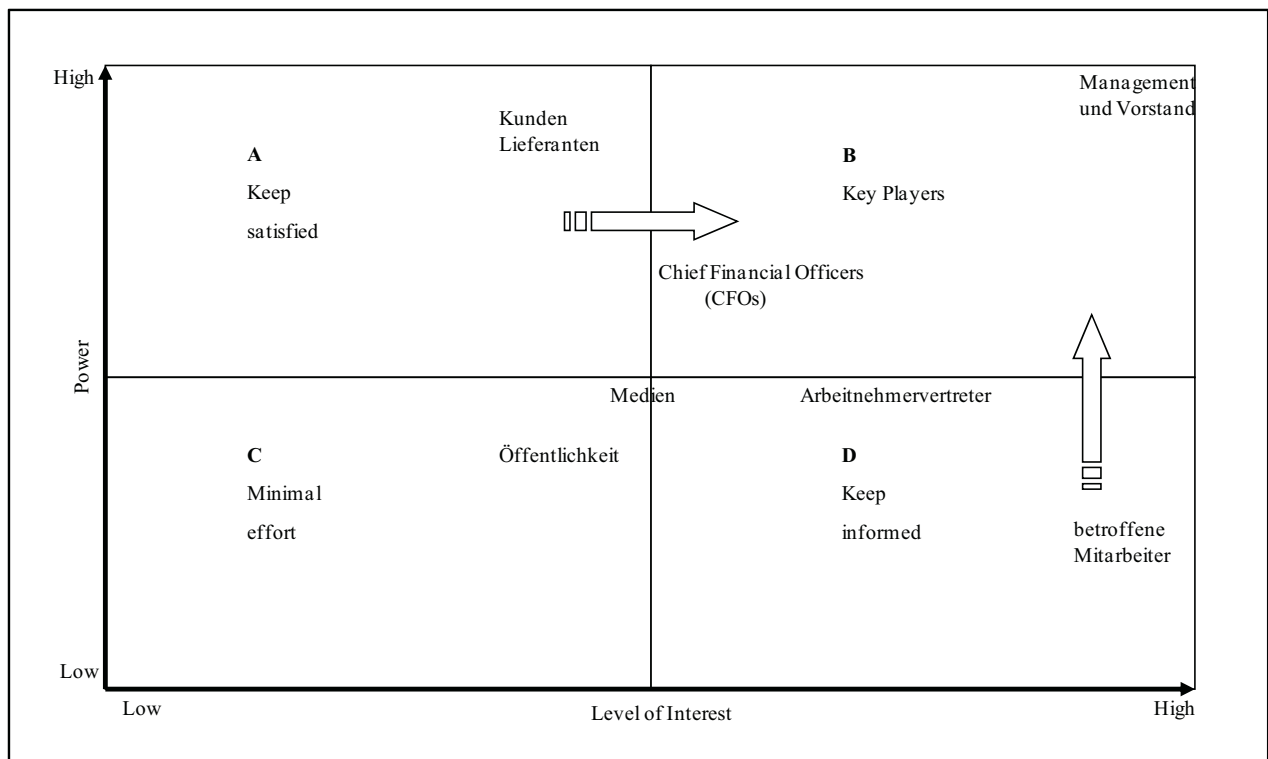 High
Management
und Vorstand
Kunden
Lieferanten
A
B
Keep
Key Players
satisfied
Chief Financial Officers
(CFOs)
Power
Medien
Arbeitnehmervertreter
C
Öffentlichkeit
D
Minimal
Keep
effort
informed
betroffene
Mitarbeiter
Low
Low
Level of Interest
High